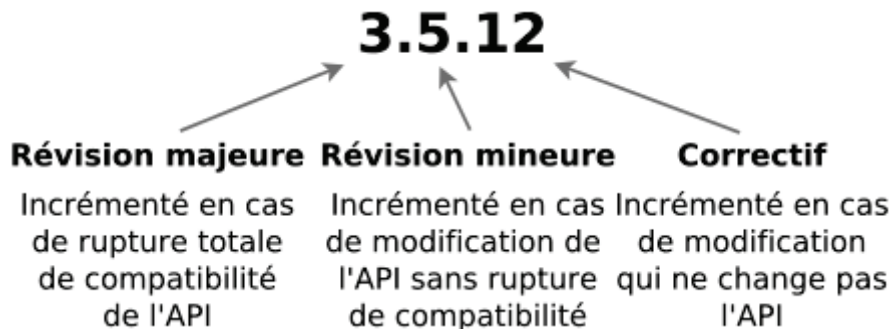 3.5.12
Révision majeure
Incrémenté en cas
de rupture totale
de compatibilité
de l'API
Révision mineure
Incrémenté en cas
de modification de
l'API sans rupture
de compatibilité
Correctif
Incrémenté en cas
de modification
qui ne change pas
l'API